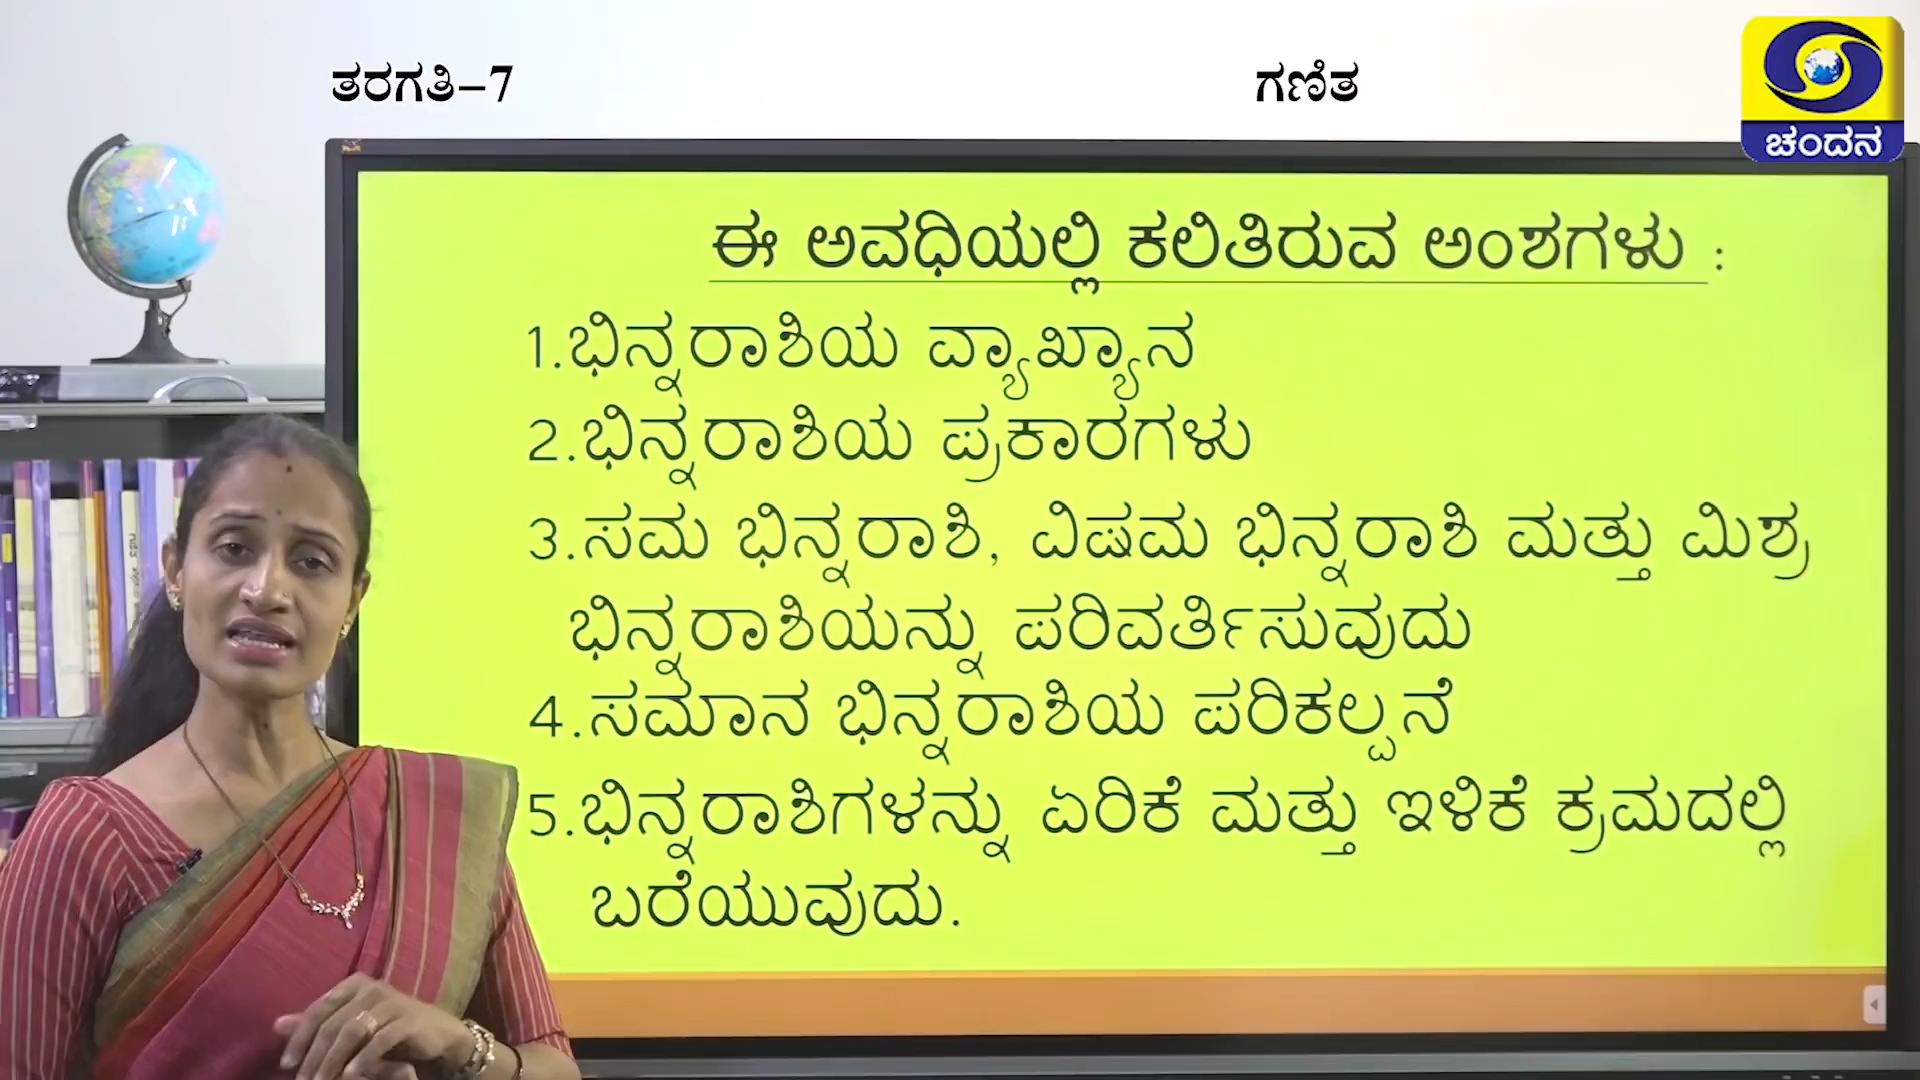 ತರಗತಿ–7
ಗಣಿತ
ಚಂದನ
ಈ ಅವಧಿಯಲ್ಲಿ ಕಲಿತಿರುವ ಅಂಶಗಳು :
1.ಭಿನ್ನರಾಶಿಯ ವ್ಯಾಖ್ಯಾನ
2.ಭಿನ್ನರಾಶಿಯ ಪ್ರಕಾರಗಳು
3.ಸಮ ಭಿನ್ನರಾಶಿ, ವಿಷಮ ಭಿನ್ನರಾಶಿ ಮತ್ತು ಮಿಶ್ರ
ಭಿನ್ನರಾಶಿಯನ್ನು ಪರಿವರ್ತಿಸುವುದು
4.ಸಮಾನ ಭಿನ್ನರಾಶಿಯ ಪರಿಕಲ್ಪನೆ
5.ಭಿನ್ನರಾಶಿಗಳನ್ನು ಏರಿಕೆ ಮತ್ತು ಇಳಿಕೆ ಕ್ರಮದಲ್ಲಿ
ಬರೆಯುವುದು.